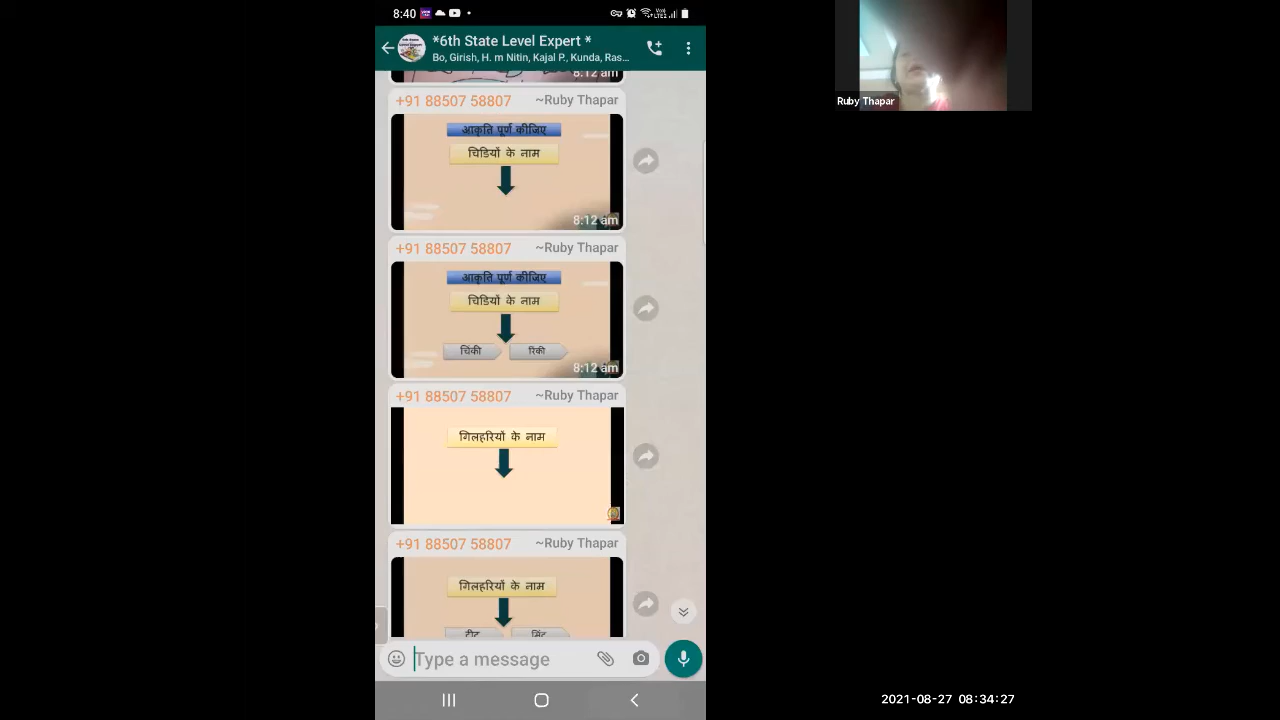 8:40
*6th State Level Expert *
Bo, Girish, H. m Nitin, Kajal P., Kunda, Ras...
8:12 am
+91 88507 58807 ~Ruby Thapar
आकृति पूर्ण कीजिए
चिडियों के नाम
8:12 am
+91 88507 58807 ~Ruby Thapar
आकृति पूर्ण कीजिए
चिडियों के नाम
चिंकी रिंकी
8:12 am
+91 88507 58807 ~Ruby Thapar
गिलहरियों के नाम
+91 88507 58807 ~Ruby Thapar
गिलहरियों के नाम
Type a message
Ruby Thapar
2021-08-27 08:34:27